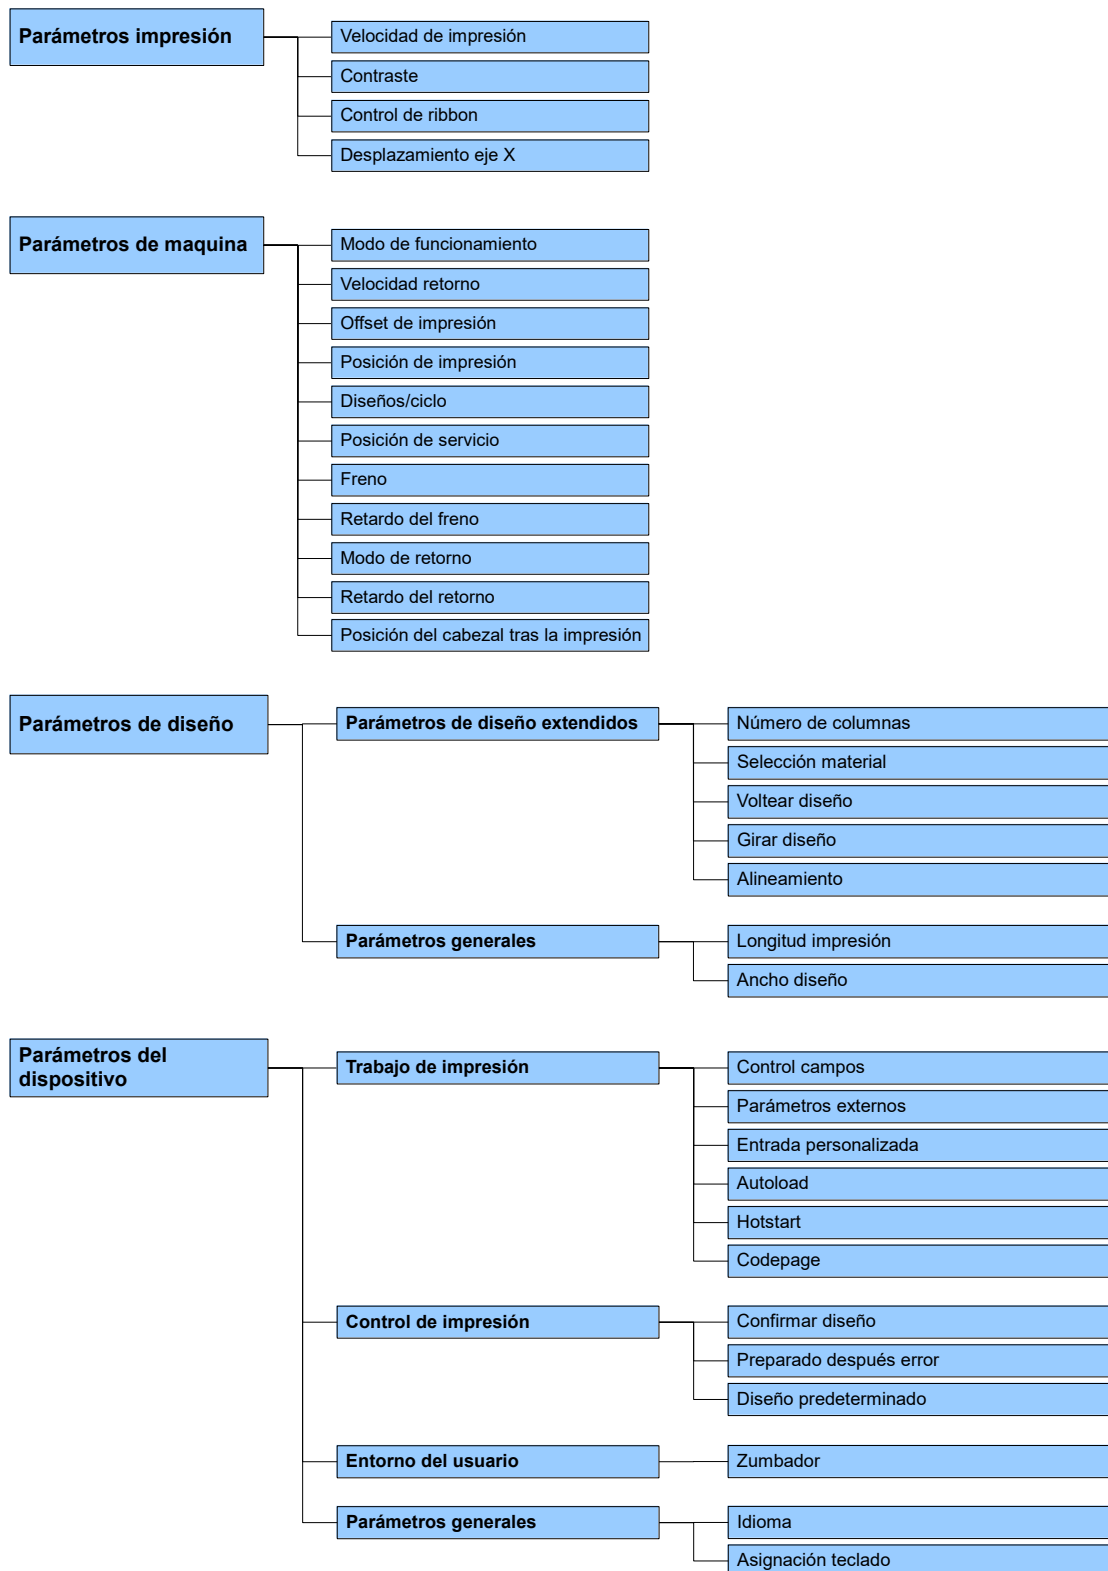 Parámetros impresión
Velocidad de impresión
Contraste
Control de ribbon
Desplazamiento eje X
Parámetros de maquina
Modo de funcionamiento
Velocidad retorno
Offset de impresión
Posición de impresión
Diseños/ciclo
Posición de servicio
Freno
Retardo del freno
Modo de retorno
Retardo del retorno
Posición del cabezal tras la impresión
Parámetros de diseño
Parámetros de diseño extendidos
Número de columnas
Selección material
Voltear diseño
Girar diseño
Alineamiento
Parámetros generales
Longitud impresión
Ancho diseño
Parámetros del
dispositivo
Trabajo de impresión
Control campos
Parámetros externos
Entrada personalizada
Autoload
Hotstart
Codepage
Control de impresión
Confirmar diseño
Preparado después error
Diseño predeterminado
Entorno del usuario
Zumbador
Parámetros generales
Idioma
Asignación teclado